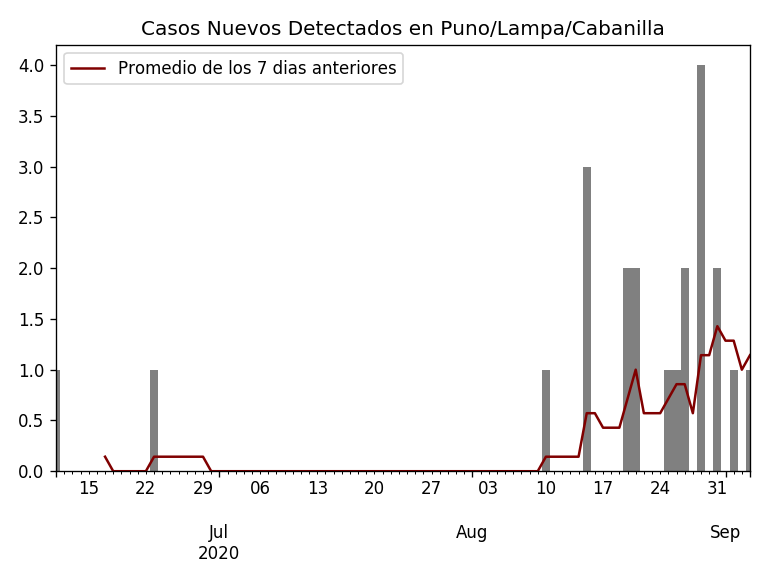 Casos Nuevos Detectados en Puno/Lampa/Cabanilla
Promedio de los 7 dias anteriores
4.0
3.5
3.0
2.5
2.0
1.5
1.0
0.5
0.0
15 22 29 06 13 20 27 03 10 17 24 31
Jul Aug Sep
2020